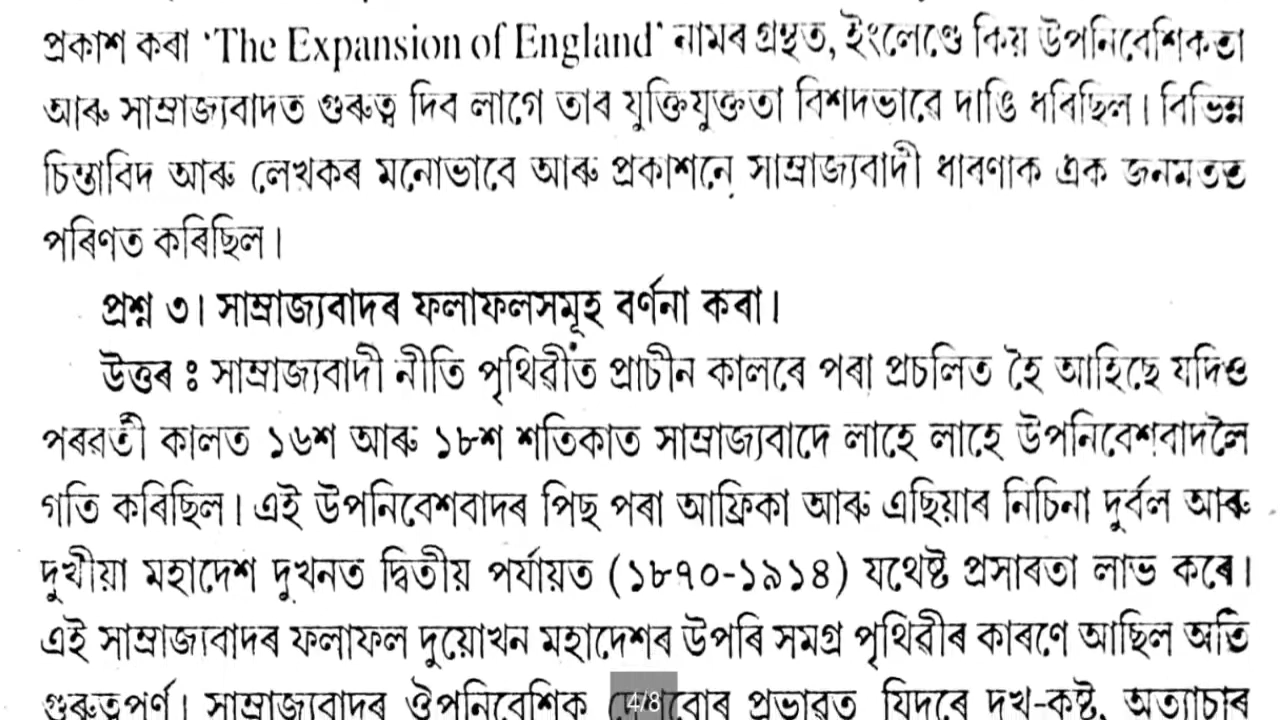 প্ৰকাশ কৰা ‘The Expansion of England’ নামৰ গ্ৰন্থত, ইংলেণ্ডে কিয় উপনিবেশিকতা
আৰু সাম্ৰাজ্যবাদত গুৰুত্ব দিব লাগে তাৰ যুক্তিযুক্ততা বিশদভাৱে দাঙি ধৰিছিল। বিভিন্ন
চিন্তাবিদ আৰু লেখকৰ মনোভাবে আৰু প্ৰকাশনে সাম্ৰাজ্যবাদী ধাৰণাক এক জনমতত
পৰিণত কৰিছিল।
প্ৰশ্ন ৩। সাম্ৰাজ্যবাদৰ ফলাফলসমূহ বৰ্ণনা কৰা।
উত্তৰ ঃ সাম্ৰাজ্যবাদী নীতি পৃথিৱীত প্ৰাচীন কালৰে পৰা প্ৰচলিত হৈ আহিছে যদিও
পৰৱৰ্তী কালত ১৬শ আৰু ১৮শ শতিকাত সাম্ৰাজ্যবাদে লাহে লাহে উপনিবেশবাদলৈ
গতি কৰিছিল। এই উপনিবেশবাদৰ পিছ পৰা আফ্ৰিকা আৰু এছিয়াৰ নিচিনা দুৰ্বল আৰু
দুখীয়া মহাদেশ দুখনত দ্বিতীয় পৰ্যায়ত (১৮৭০-১৯১৪) যথেষ্ট প্ৰসাৰতা লাভ কৰে।
এই সাম্ৰাজ্যবাদৰ ফলাফল দুয়োখন মহাদেশৰ উপৰি সমগ্ৰ পৃথিৱীৰ কাৰণে আছিল অতি
গুৰুত্বপূৰ্ণ। সাম্ৰাজ্যবাদৰ ঔপনিবেশিক প্ৰভাৱত যিদৰে দুখ-কষ্ট, অত্যাচাৰ
4/8